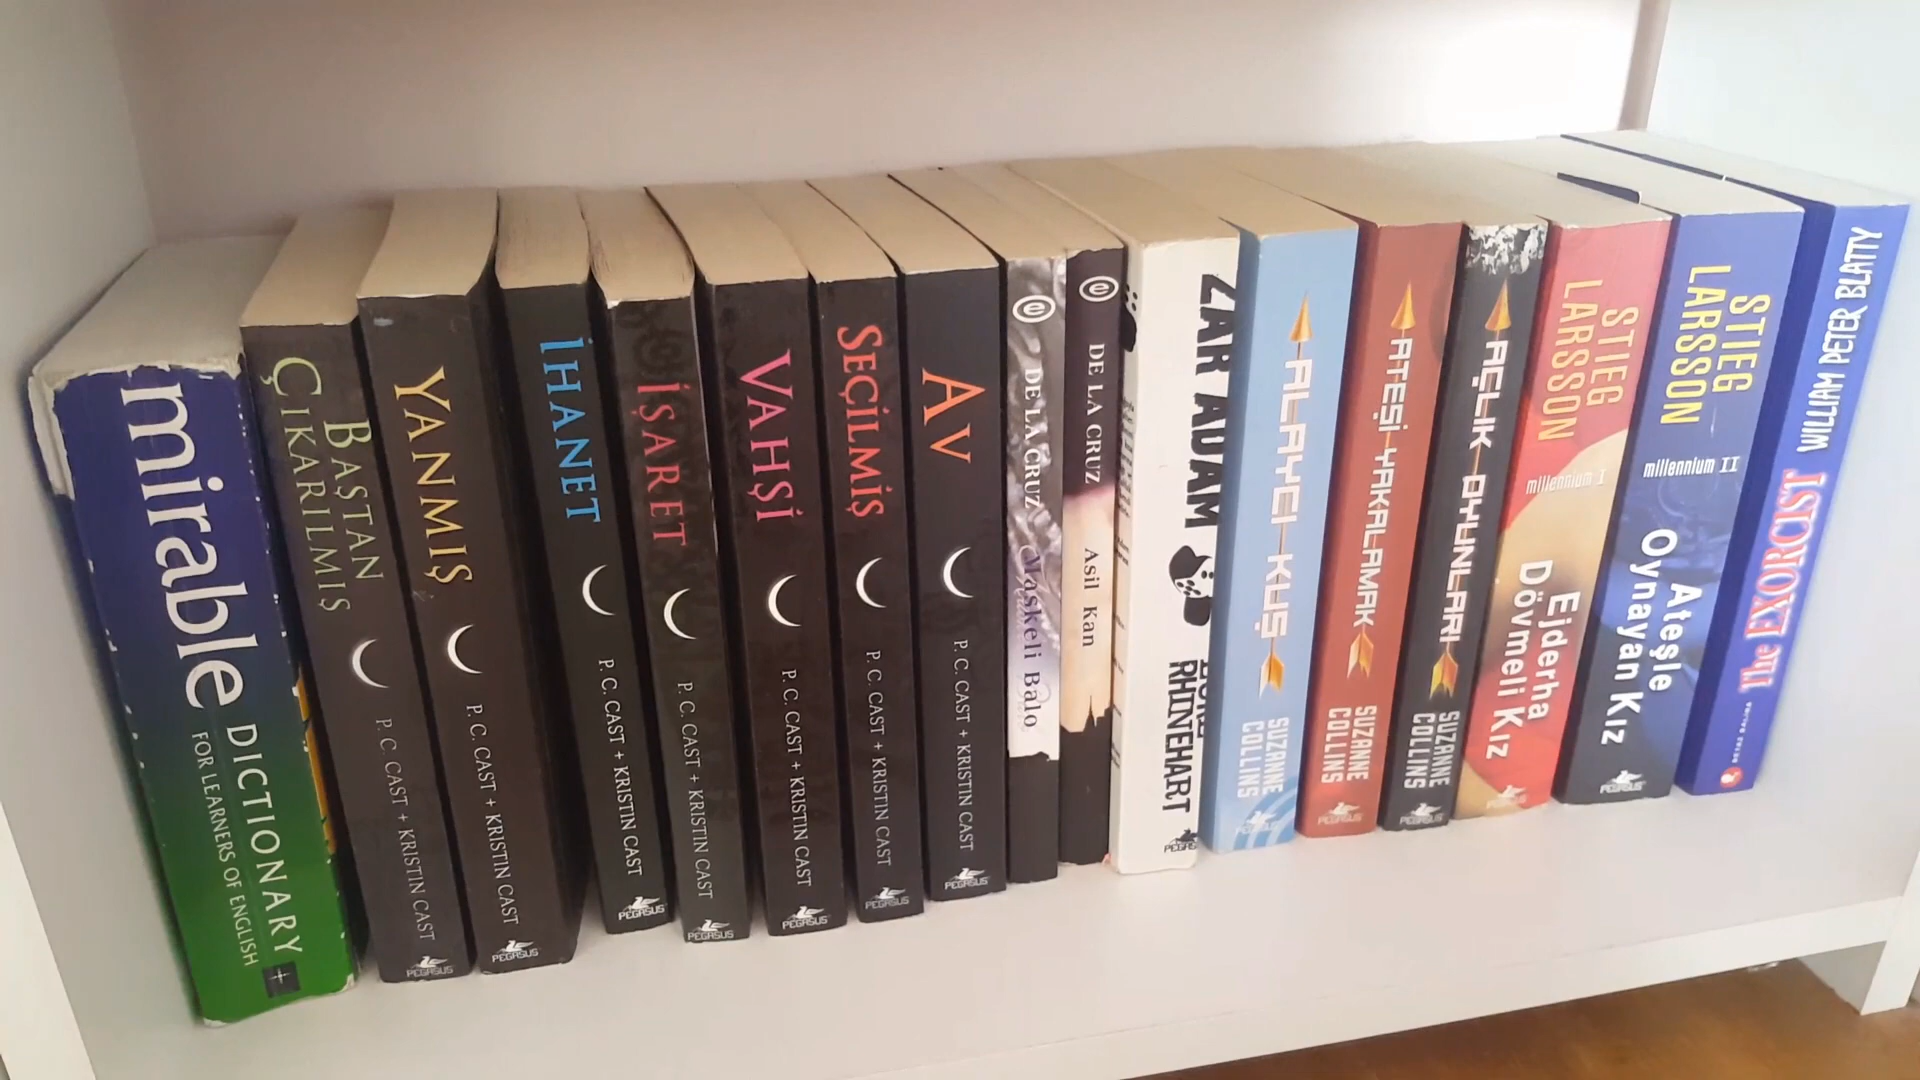 mirable
DICTIONARY
FOR LEARNERS OF ENGLISH
BAŞTAN
ÇIKARILMIŞ
P. C. CAST + KRISTIN CAST
PEGASUS
YANMIŞ
P. C. CAST + KRISTIN CAST
PEGASUS
İHANET
P. C. CAST + KRISTIN CAST
PEGASUS
İŞARET
P. C. CAST + KRISTIN CAST
PEGASUS
VAHŞİ
P. C. CAST + KRISTIN CAST
PEGASUS
SEÇİLMİŞ
P. C. CAST + KRISTIN CAST
PEGASUS
AV
P. C. CAST + KRISTIN CAST
PEGASUS
e
DE LA CRUZ
Maskeli Balo
e
DE LA CRUZ
Asil Kan
ZAR ADAM
RHINEHART
PEGASUS
ALAYCI KUŞ
SUZANNE
COLLINS
PEGASUS
ATEŞİ YAKALAMAK
SUZANNE
COLLINS
PEGASUS
AÇLIK OYUNLARI
SUZANNE
COLLINS
PEGASUS
STIEG
LARSSON
millennium I
Ejderha
Dövmeli Kız
PEGASUS
STIEG
LARSSON
millennium II
Ateşle
Oynayan Kız
PEGASUS
WILLIAM PETER BLATTY
The EXORCIST